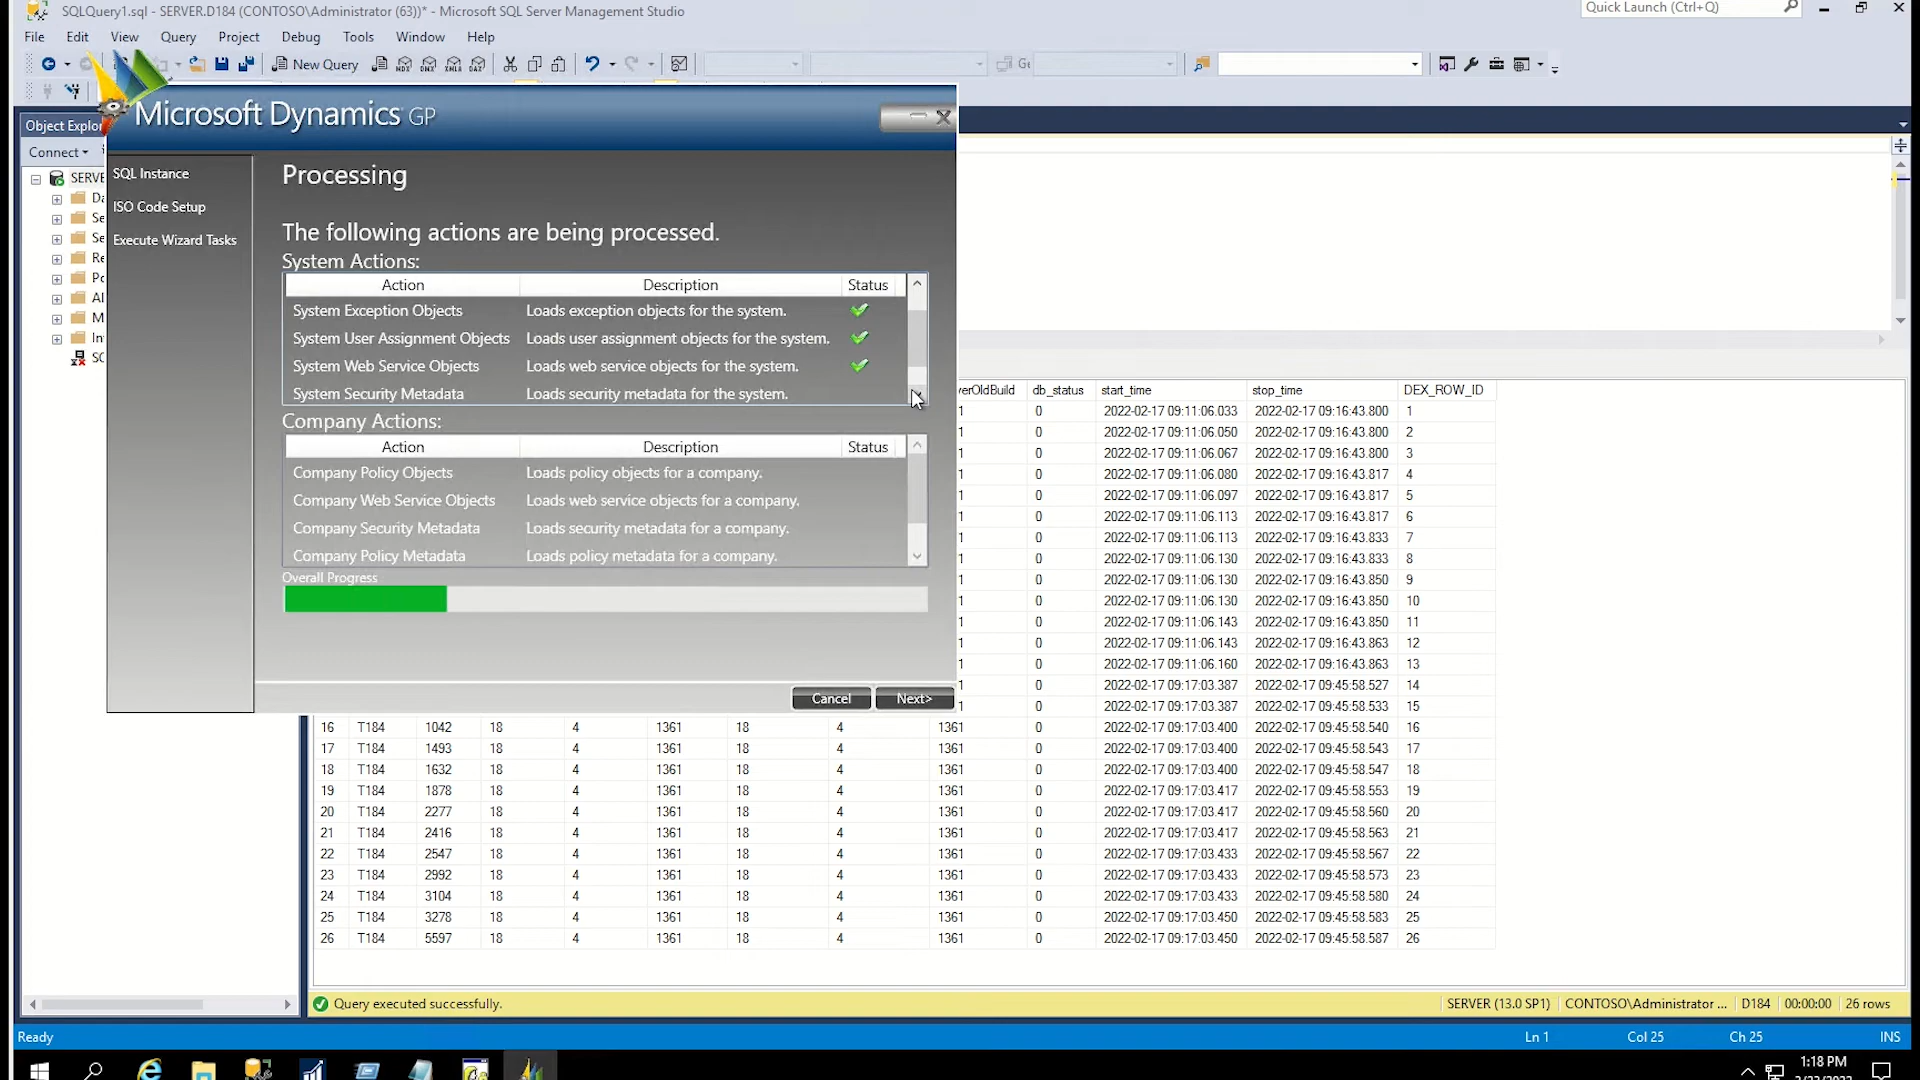 SQLQuery1.sql - SERVER.D184 (CONTOSO\Administrator (63))* - Microsoft SQL Server Management Studio
Quick Launch (Ctrl+Q)
File Edit View Query Project Debug Tools Window Help
New Query
Microsoft Dynamics GP
Connect
SQL Instance
ISO Code Setup
Execute Wizard Tasks
Processing
The following actions are being processed.
System Actions:
Action Description Status
System Exception Objects Loads exception objects for the system.
System User Assignment Objects Loads user assignment objects for the system.
System Web Service Objects Loads web service objects for the system.
System Security Metadata Loads security metadata for the system.
Company Actions:
Action Description Status
Company Policy Objects Loads policy objects for a company.
Company Web Service Objects Loads web service objects for a company.
Company Security Metadata Loads security metadata for a company.
Company Policy Metadata Loads policy metadata for a company.
Overall Progress
Cancel Next>
db_status start_time stop_time DEX_ROW_ID
1 0 2022-02-17 09:11:06.033 2022-02-17 09:16:43.800 1
1 0 2022-02-17 09:11:06.050 2022-02-17 09:16:43.800 2
1 0 2022-02-17 09:11:06.067 2022-02-17 09:16:43.800 3
1 0 2022-02-17 09:11:06.080 2022-02-17 09:16:43.817 4
1 0 2022-02-17 09:11:06.097 2022-02-17 09:16:43.817 5
1 0 2022-02-17 09:11:06.113 2022-02-17 09:16:43.817 6
1 0 2022-02-17 09:11:06.113 2022-02-17 09:16:43.833 7
1 0 2022-02-17 09:11:06.130 2022-02-17 09:16:43.833 8
1 0 2022-02-17 09:11:06.130 2022-02-17 09:16:43.850 9
1 0 2022-02-17 09:11:06.130 2022-02-17 09:16:43.850 10
1 0 2022-02-17 09:11:06.143 2022-02-17 09:16:43.850 11
1 0 2022-02-17 09:11:06.143 2022-02-17 09:16:43.863 12
1 0 2022-02-17 09:11:06.160 2022-02-17 09:16:43.863 13
1 0 2022-02-17 09:17:03.387 2022-02-17 09:45:58.527 14
1 0 2022-02-17 09:17:03.387 2022-02-17 09:45:58.533 15
16 T184 1042 18 4 1361 18 4 1361 0 2022-02-17 09:17:03.400 2022-02-17 09:45:58.540 16
17 T184 1493 18 4 1361 18 4 1361 0 2022-02-17 09:17:03.400 2022-02-17 09:45:58.543 17
18 T184 1632 18 4 1361 18 4 1361 0 2022-02-17 09:17:03.400 2022-02-17 09:45:58.547 18
19 T184 1878 18 4 1361 18 4 1361 0 2022-02-17 09:17:03.417 2022-02-17 09:45:58.553 19
20 T184 2277 18 4 1361 18 4 1361 0 2022-02-17 09:17:03.417 2022-02-17 09:45:58.560 20
21 T184 2416 18 4 1361 18 4 1361 0 2022-02-17 09:17:03.417 2022-02-17 09:45:58.563 21
22 T184 2547 18 4 1361 18 4 1361 0 2022-02-17 09:17:03.433 2022-02-17 09:45:58.567 22
23 T184 2992 18 4 1361 18 4 1361 0 2022-02-17 09:17:03.433 2022-02-17 09:45:58.573 23
24 T184 3104 18 4 1361 18 4 1361 0 2022-02-17 09:17:03.433 2022-02-17 09:45:58.580 24
25 T184 3278 18 4 1361 18 4 1361 0 2022-02-17 09:17:03.450 2022-02-17 09:45:58.583 25
26 T184 5597 18 4 1361 18 4 1361 0 2022-02-17 09:17:03.450 2022-02-17 09:45:58.587 26
Query executed successfully. SERVER (13.0 SP1) CONTOSO\Administrator ... D184 00:00:00 26 rows
Ready Ln 1 Col 25 Ch 25 INS
1:18 PM